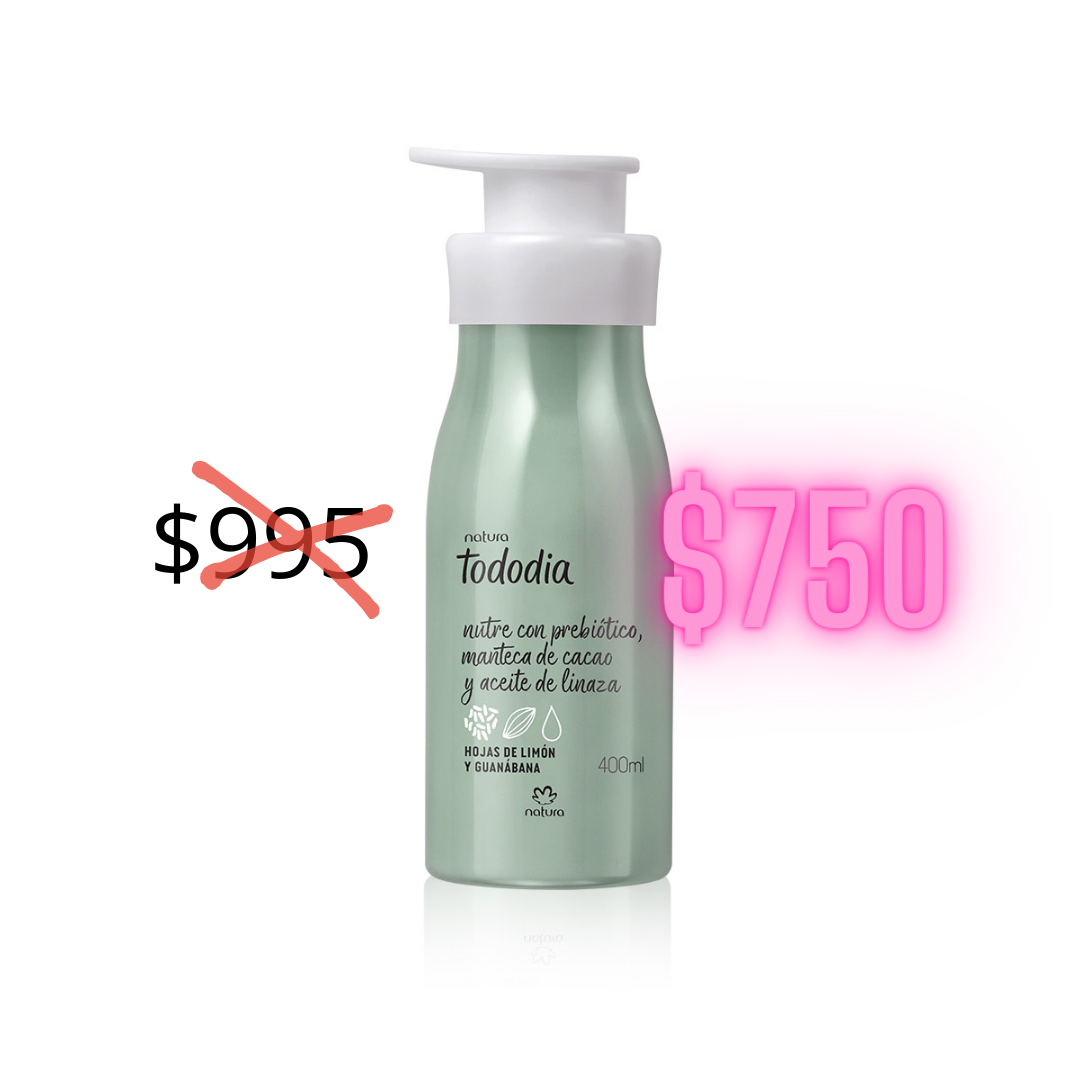 $995
$750
natura
tododia
nutre con prebiótico,
manteca de cacao
y aceite de linaza
HOJAS DE LIMÓN
Y GUANÁBANA
400ml
natura